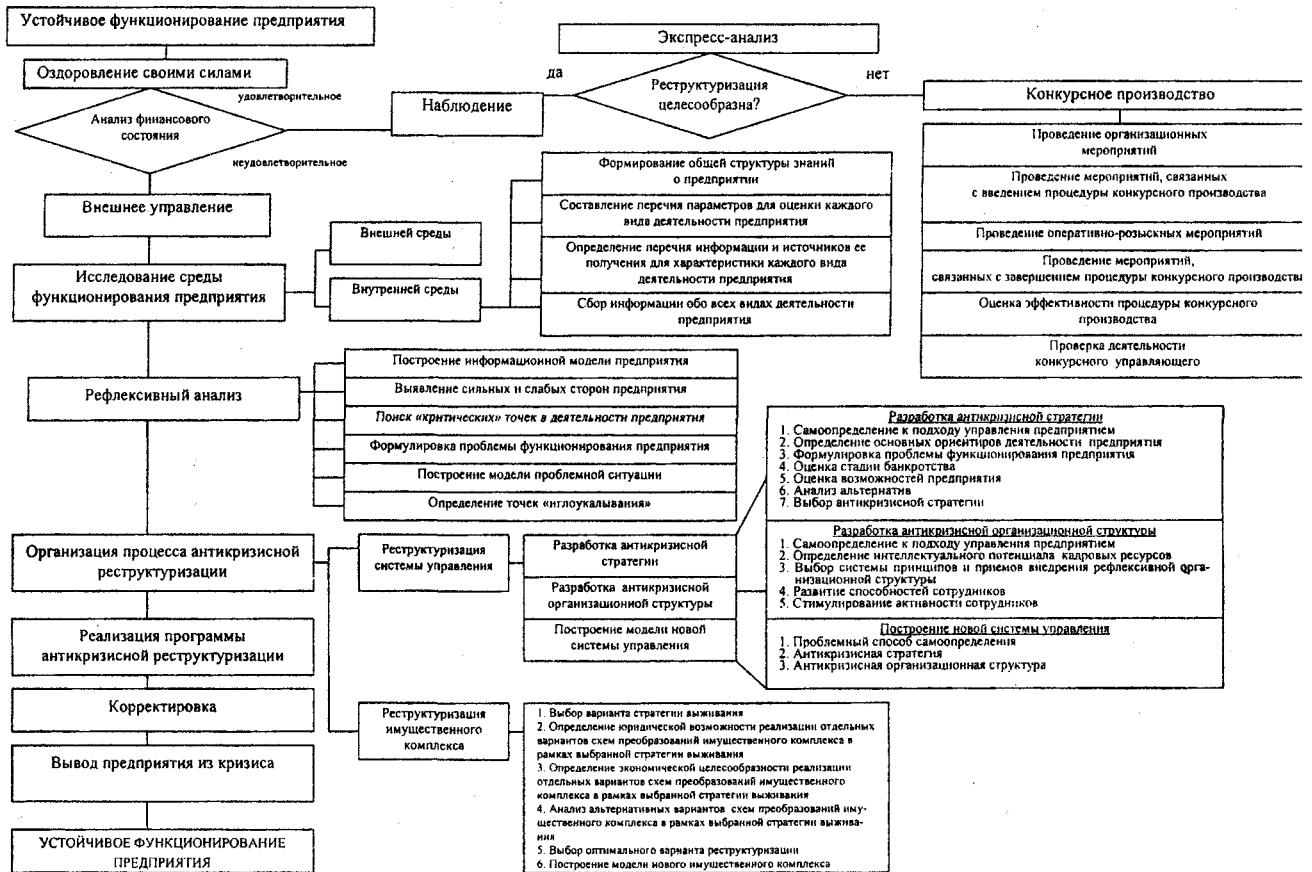 Устойчивое функционирование предприятия
Оздоровление своими силами
удовлетворительное
Анализ финансового
состояния
неудовлетворительное
Наблюдение
Экспресс-анализ
да
Реструктуризация
целесообразна?
нет
Конкурсное производство
Проведение организационных
мероприятий
Проведение мероприятий, связанных
с введением процедуры конкурсного производства
Проведение оперативно-розыскных мероприятий
Проведение мероприятий,
связанных с завершением процедуры конкурсного производства
Оценка эффективности процедуры конкурсного
производства
Проверка деятельности
конкурсного управляющего
Внешнее управление
Исследование среды
функционирования предприятия
Внешней среды
Внутренней среды
Формирование общей структуры знаний
о предприятии
Составление перечня параметров для оценки каждого
вида деятельности предприятия
Определение перечня информации и источников ее
получения для характеристики каждого вида
деятельности предприятия
Сбор информации обо всех видах деятельности
предприятия
Рефлексивный анализ
Построение информационной модели предприятия
Выявление сильных и слабых сторон предприятия
Поиск «критических» точек в деятельности предприятия
Формулировка проблемы функционирования предприятия
Построение модели проблемной ситуации
Определение точек «иглоукалывания»
Организация процесса антикризисной
реструктуризации
Реструктуризация
системы управления
Разработка антикризисной
стратегии
Разработка антикризисной
организационной структуры
Построение модели новой
системы управления
Разработка антикризисной стратегии
1. Самоопределение к подходу управления предприятием
2. Определение основных ориентиров деятельности предприятия
3. Формулировка проблемы функционирования предприятия
4. Оценка стадии банкротства
5. Оценка возможностей предприятия
6. Анализ альтернатив
7. Выбор антикризисной стратегии
Разработка антикризисной организационной структуры
1. Самоопределение к подходу управления предприятием
2. Определение интеллектуального потенциала кадровых ресурсов
3. Выбор системы принципов и приемов внедрения рефлексивной орга-
низационной структуры
4. Развитие способностей сотрудников
5. Стимулирование активности сотрудников
Построение новой системы управления
1. Проблемный способ самоопределения
2. Антикризисная стратегия
3. Антикризисная организационная структура
Реализация программы
антикризисной реструктуризации
Корректировка
Вывод предприятия из кризиса
УСТОЙЧИВОЕ ФУНКЦИОНИРОВАНИЕ
ПРЕДПРИЯТИЯ
Реструктуризация
имущественного
комплекса
1. Выбор варианта стратегии выживания
2. Определение юридической возможности реализации отдельных
вариантов схем преобразований имущественного комплекса в
рамках выбранной стратегии выживания
3. Определение экономической целесообразности реализации
отдельных вариантов схем преобразований имущественного
комплекса в рамках выбранной стратегии выживания
4. Анализ альтернативных вариантов схем преобразований иму-
щественного комплекса в рамках выбранной стратегии выжива-
ния
5. Выбор оптимального варианта реструктуризации
6. Построение модели нового имущественного комплекса